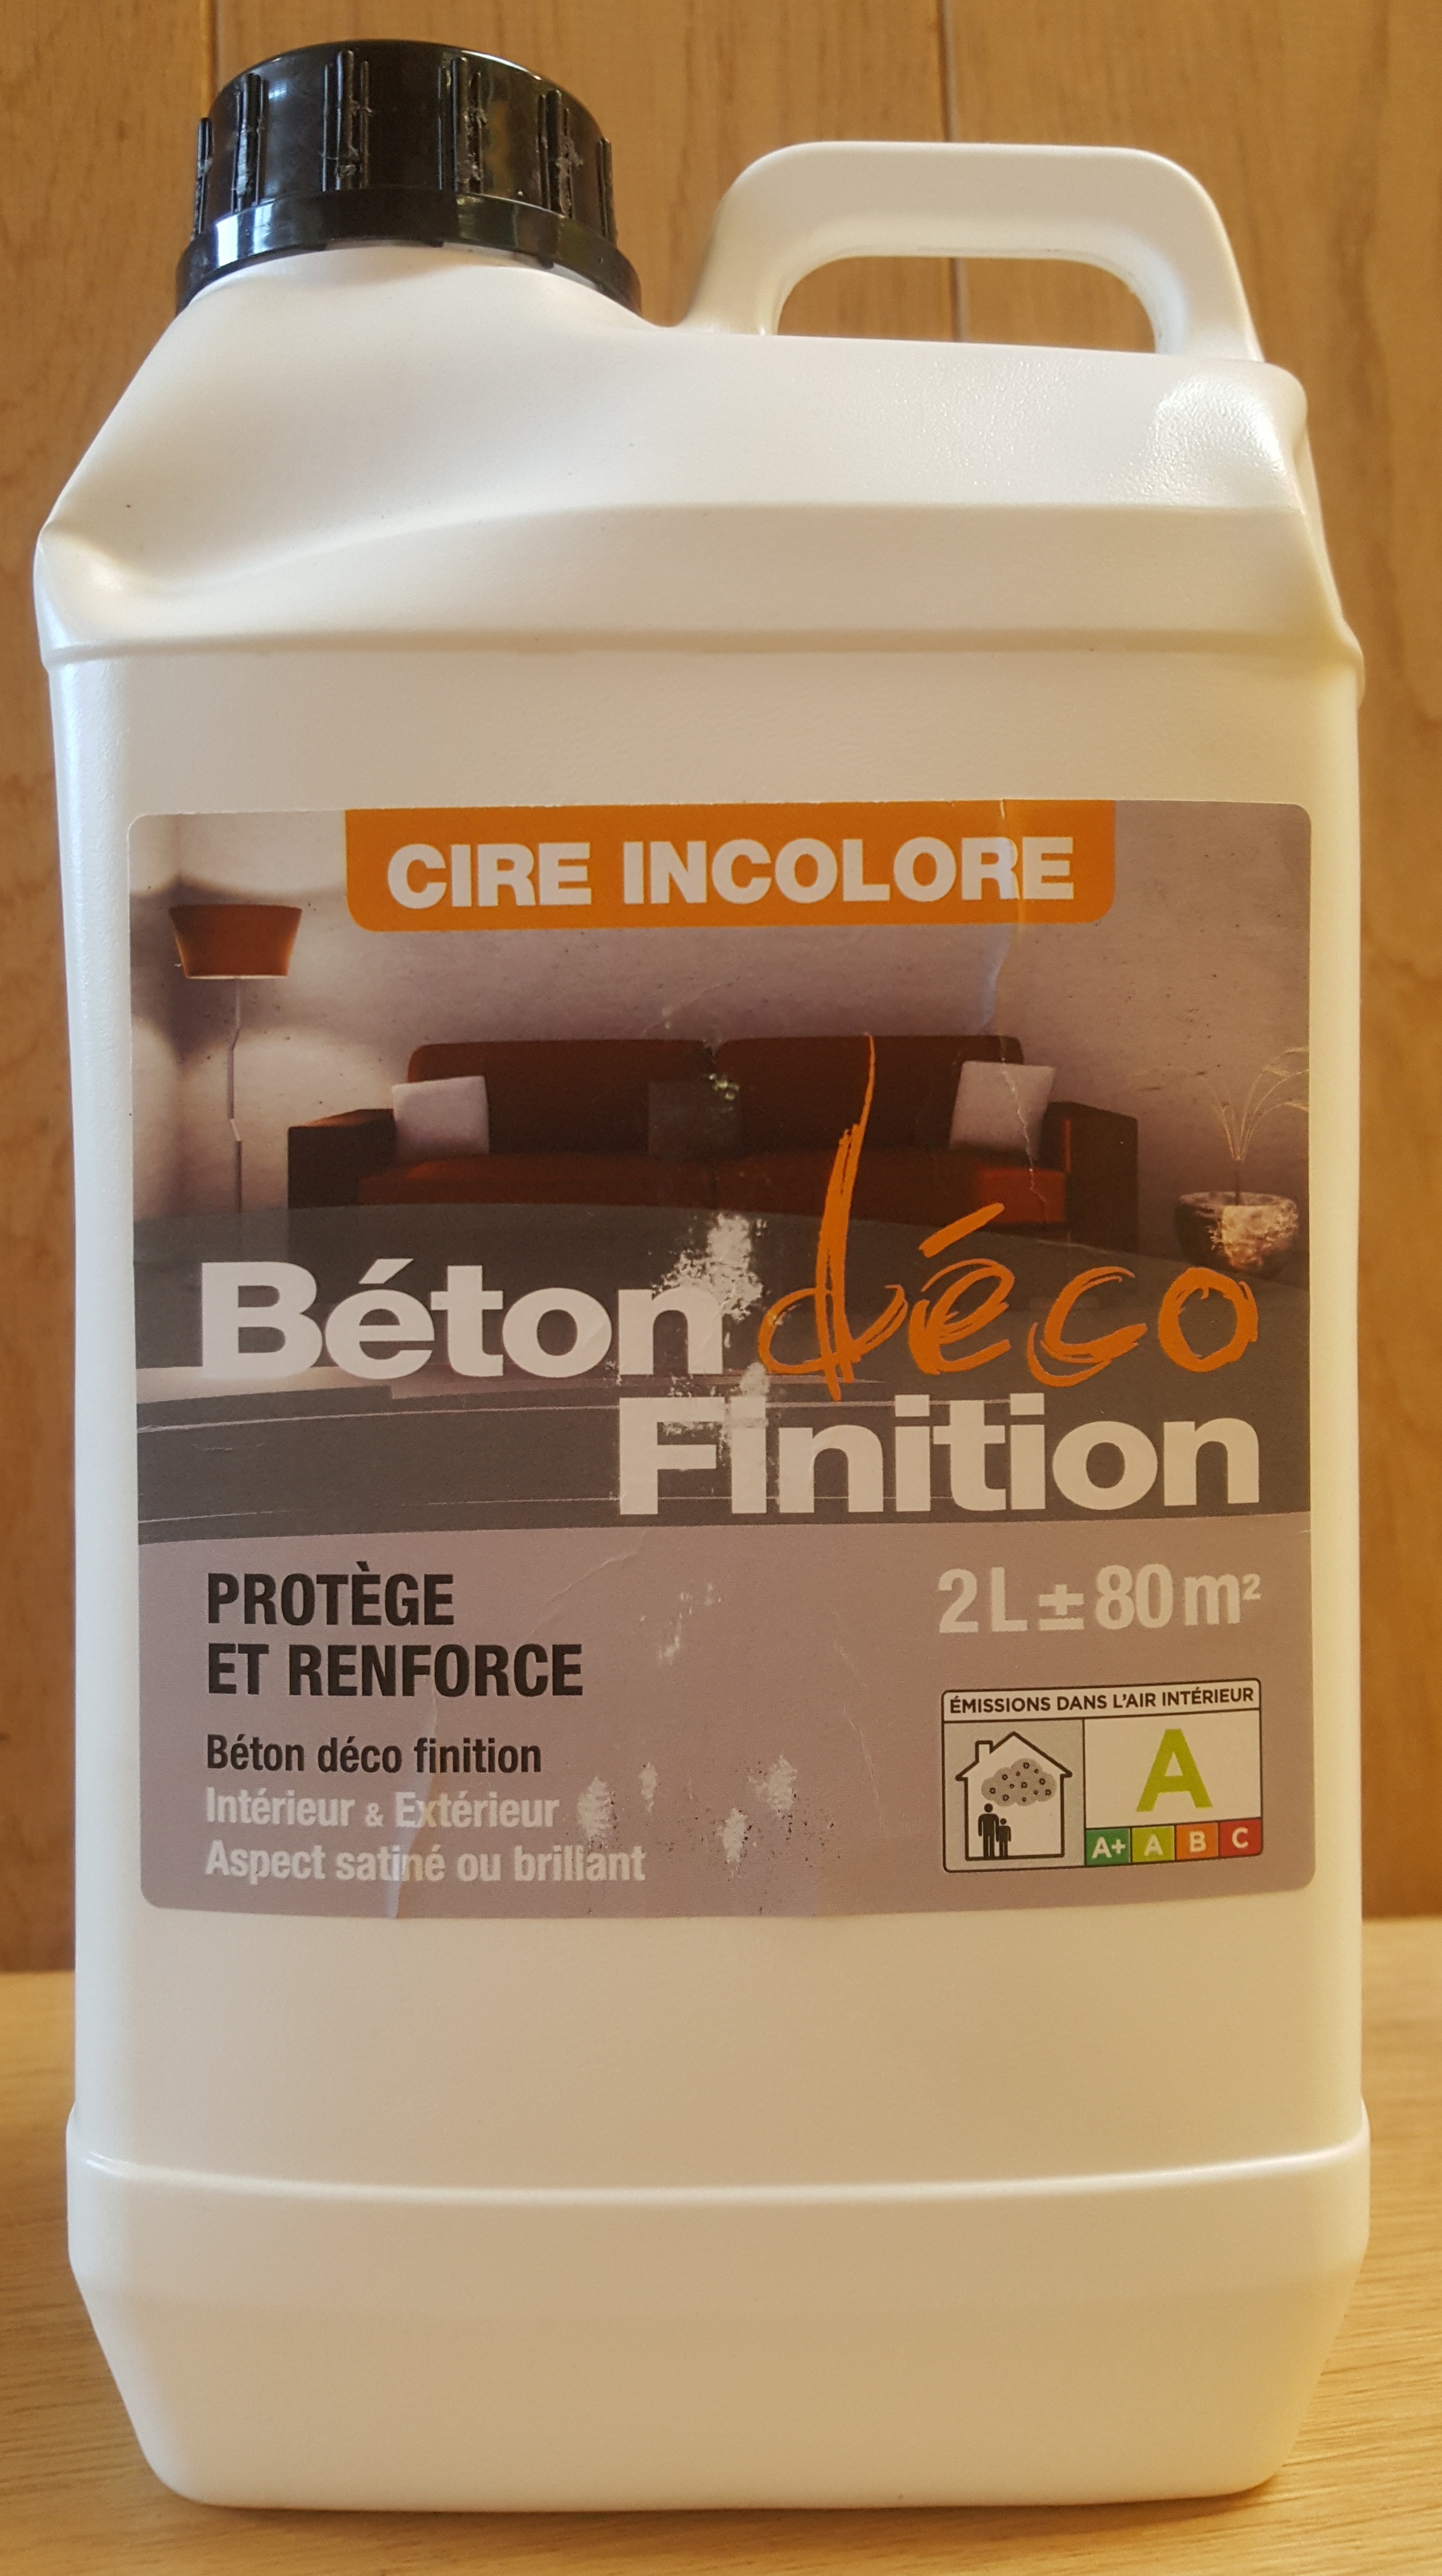 CIRE INCOLORE
Béton déco
Finition
PROTÈGE
ET RENFORCE
2 L ± 80 m²
Béton déco finition
Intérieur & Extérieur
Aspect satiné ou brillant
ÉMISSIONS DANS L'AIR INTÉRIEUR
A
A+ A B C